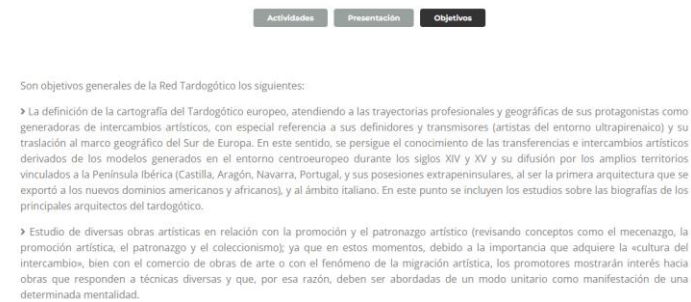 Actividades Presentación Objetivos
Son objetivos generales de la Red Tardogótico los siguientes:
> La definición de la cartografía del Tardogótico europeo, atendiendo a las trayectorias profesionales y geográficas de sus protagonistas como
generadoras de intercambios artísticos, con especial referencia a sus definidores y transmisores (artistas del entorno ultrapirenaico) y su
traslación al marco geográfico del Sur de Europa. En este sentido, se persigue el conocimiento de las transferencias e intercambios artísticos
derivados de los modelos generados en el entorno centroeuropeo durante los siglos XIV y XV y su difusión por los amplios territorios
vinculados a la Península Ibérica (Castilla, Aragón, Navarra, Portugal, y sus posesiones extrapeninsulares, al ser la primera arquitectura que se
exportó a los nuevos dominios americanos y africanos), y al ámbito italiano. En este punto se incluyen los estudios sobre las biografías de los
principales arquitectos del tardogótico.
> Estudio de diversas obras artísticas en relación con la promoción y el patronazgo artístico (revisando conceptos como el mecenazgo, la
promoción artística, el patronazgo y el coleccionismo); ya que en estos momentos, debido a la importancia que adquiere la «cultura del
intercambio», bien con el comercio de obras de arte o con el fenómeno de la migración artística, los promotores mostrarán interés hacia
obras que responden a técnicas diversas y que, por esa razón, deben ser abordadas de un modo unitario como manifestación de una
determinada mentalidad.